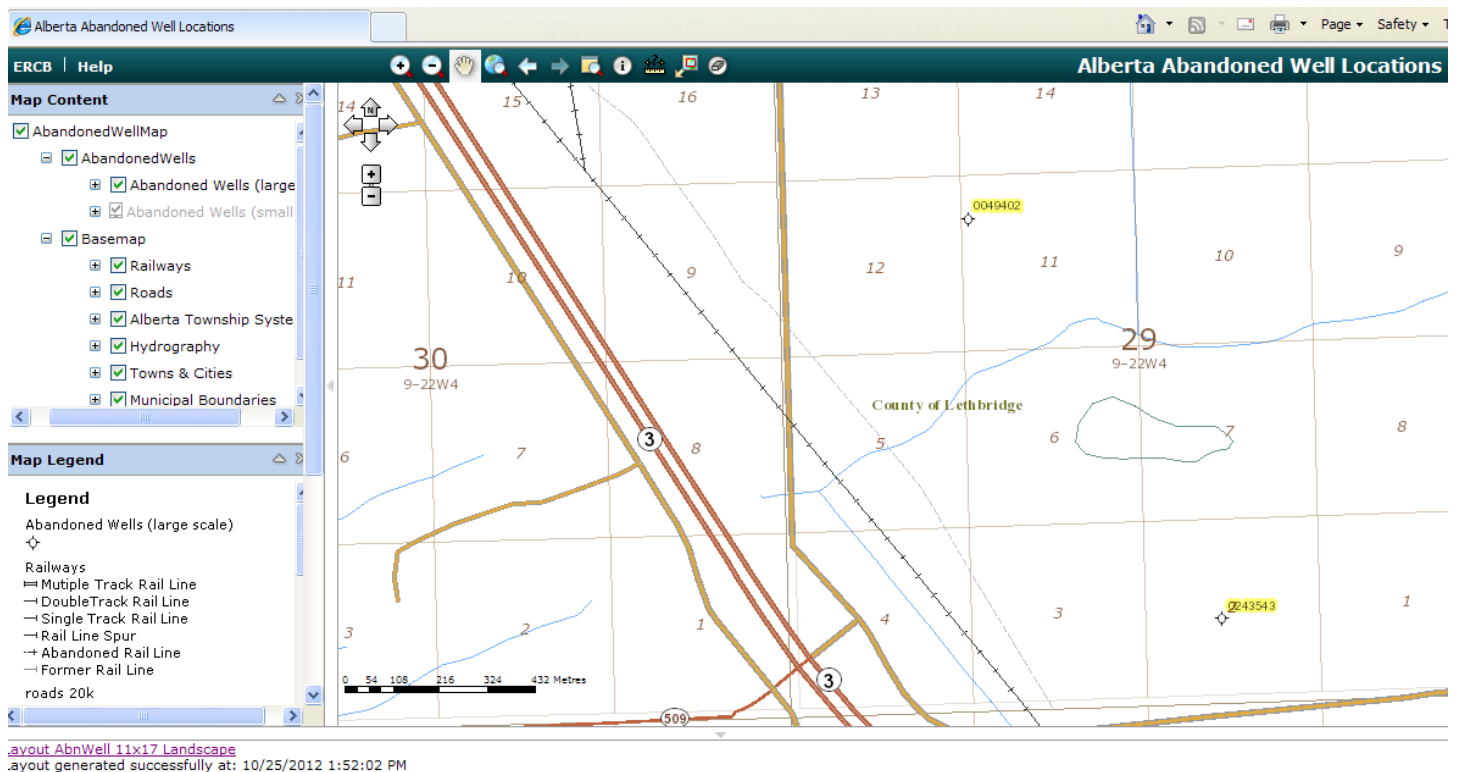 Alberta Abandoned Well Locations
Page Safety T
ERCB | Help
Alberta Abandoned Well Locations
Map Content
AbandonedWellMap
AbandonedWells
Abandoned Wells (large
Abandoned Wells (small
Basemap
Railways
Roads
Alberta Township Syste
Hydrography
Towns & Cities
Municipal Boundaries
Map Legend
Legend
Abandoned Wells (large scale)
Railways
Mutiple Track Rail Line
DoubleTrack Rail Line
Single Track Rail Line
Rail Line Spur
Abandoned Rail Line
Former Rail Line
roads 20k
14 15 16 13 14
N
0049402
11 10 9 12 11 10 9
30
9-22W4
29
9-22W4
County of Lethbridge
3
6 7 8 5 6 7 8
3 2 1 4 3 0243543 1
0 54 108 216 324 432 Metres
3
509
Layout AbnWell 11x17 Landscape
Layout generated successfully at: 10/25/2012 1:52:02 PM